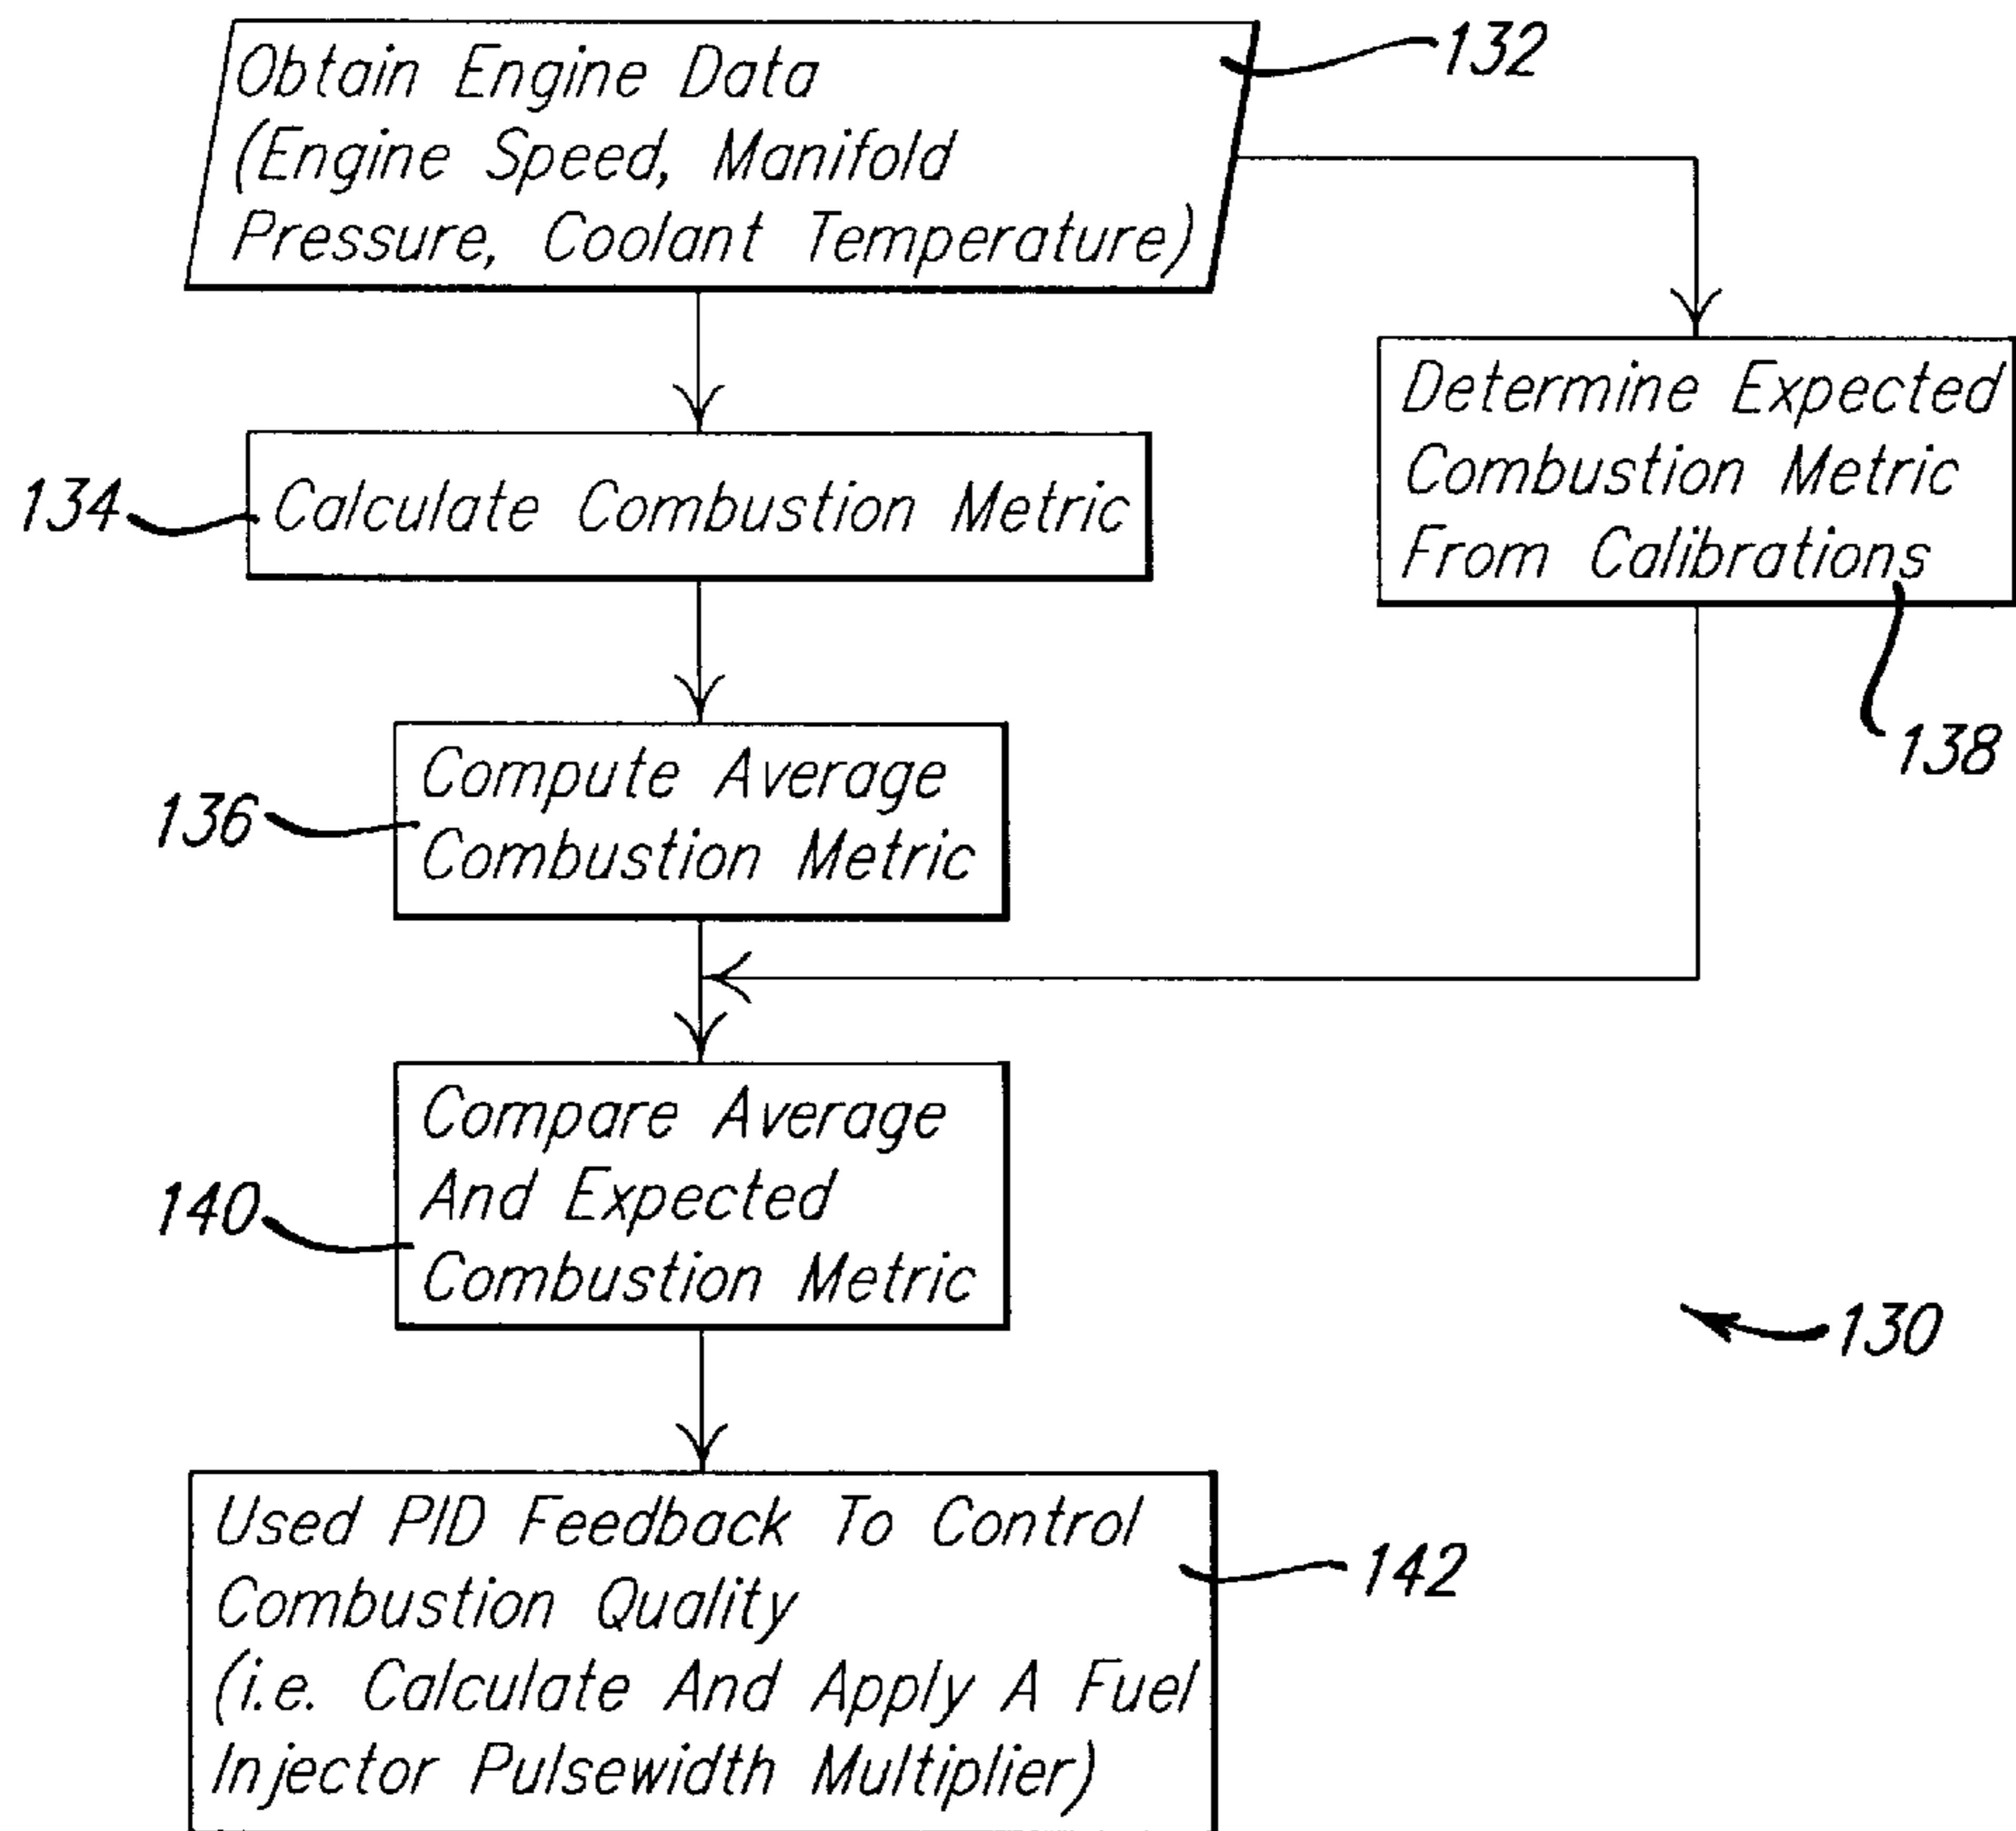 Obtain Engine Data
(Engine Speed, Manifold
Pressure, Coolant Temperature)
132
Determine Expected
Combustion Metric
From Calibrations
138
134
Calculate Combustion Metric
136
Compute Average
Combustion Metric
140
Compare Average
And Expected
Combustion Metric
130
Used PID Feedback To Control
Combustion Quality
(i.e. Calculate And Apply A Fuel
Injector Pulsewidth Multiplier)
142